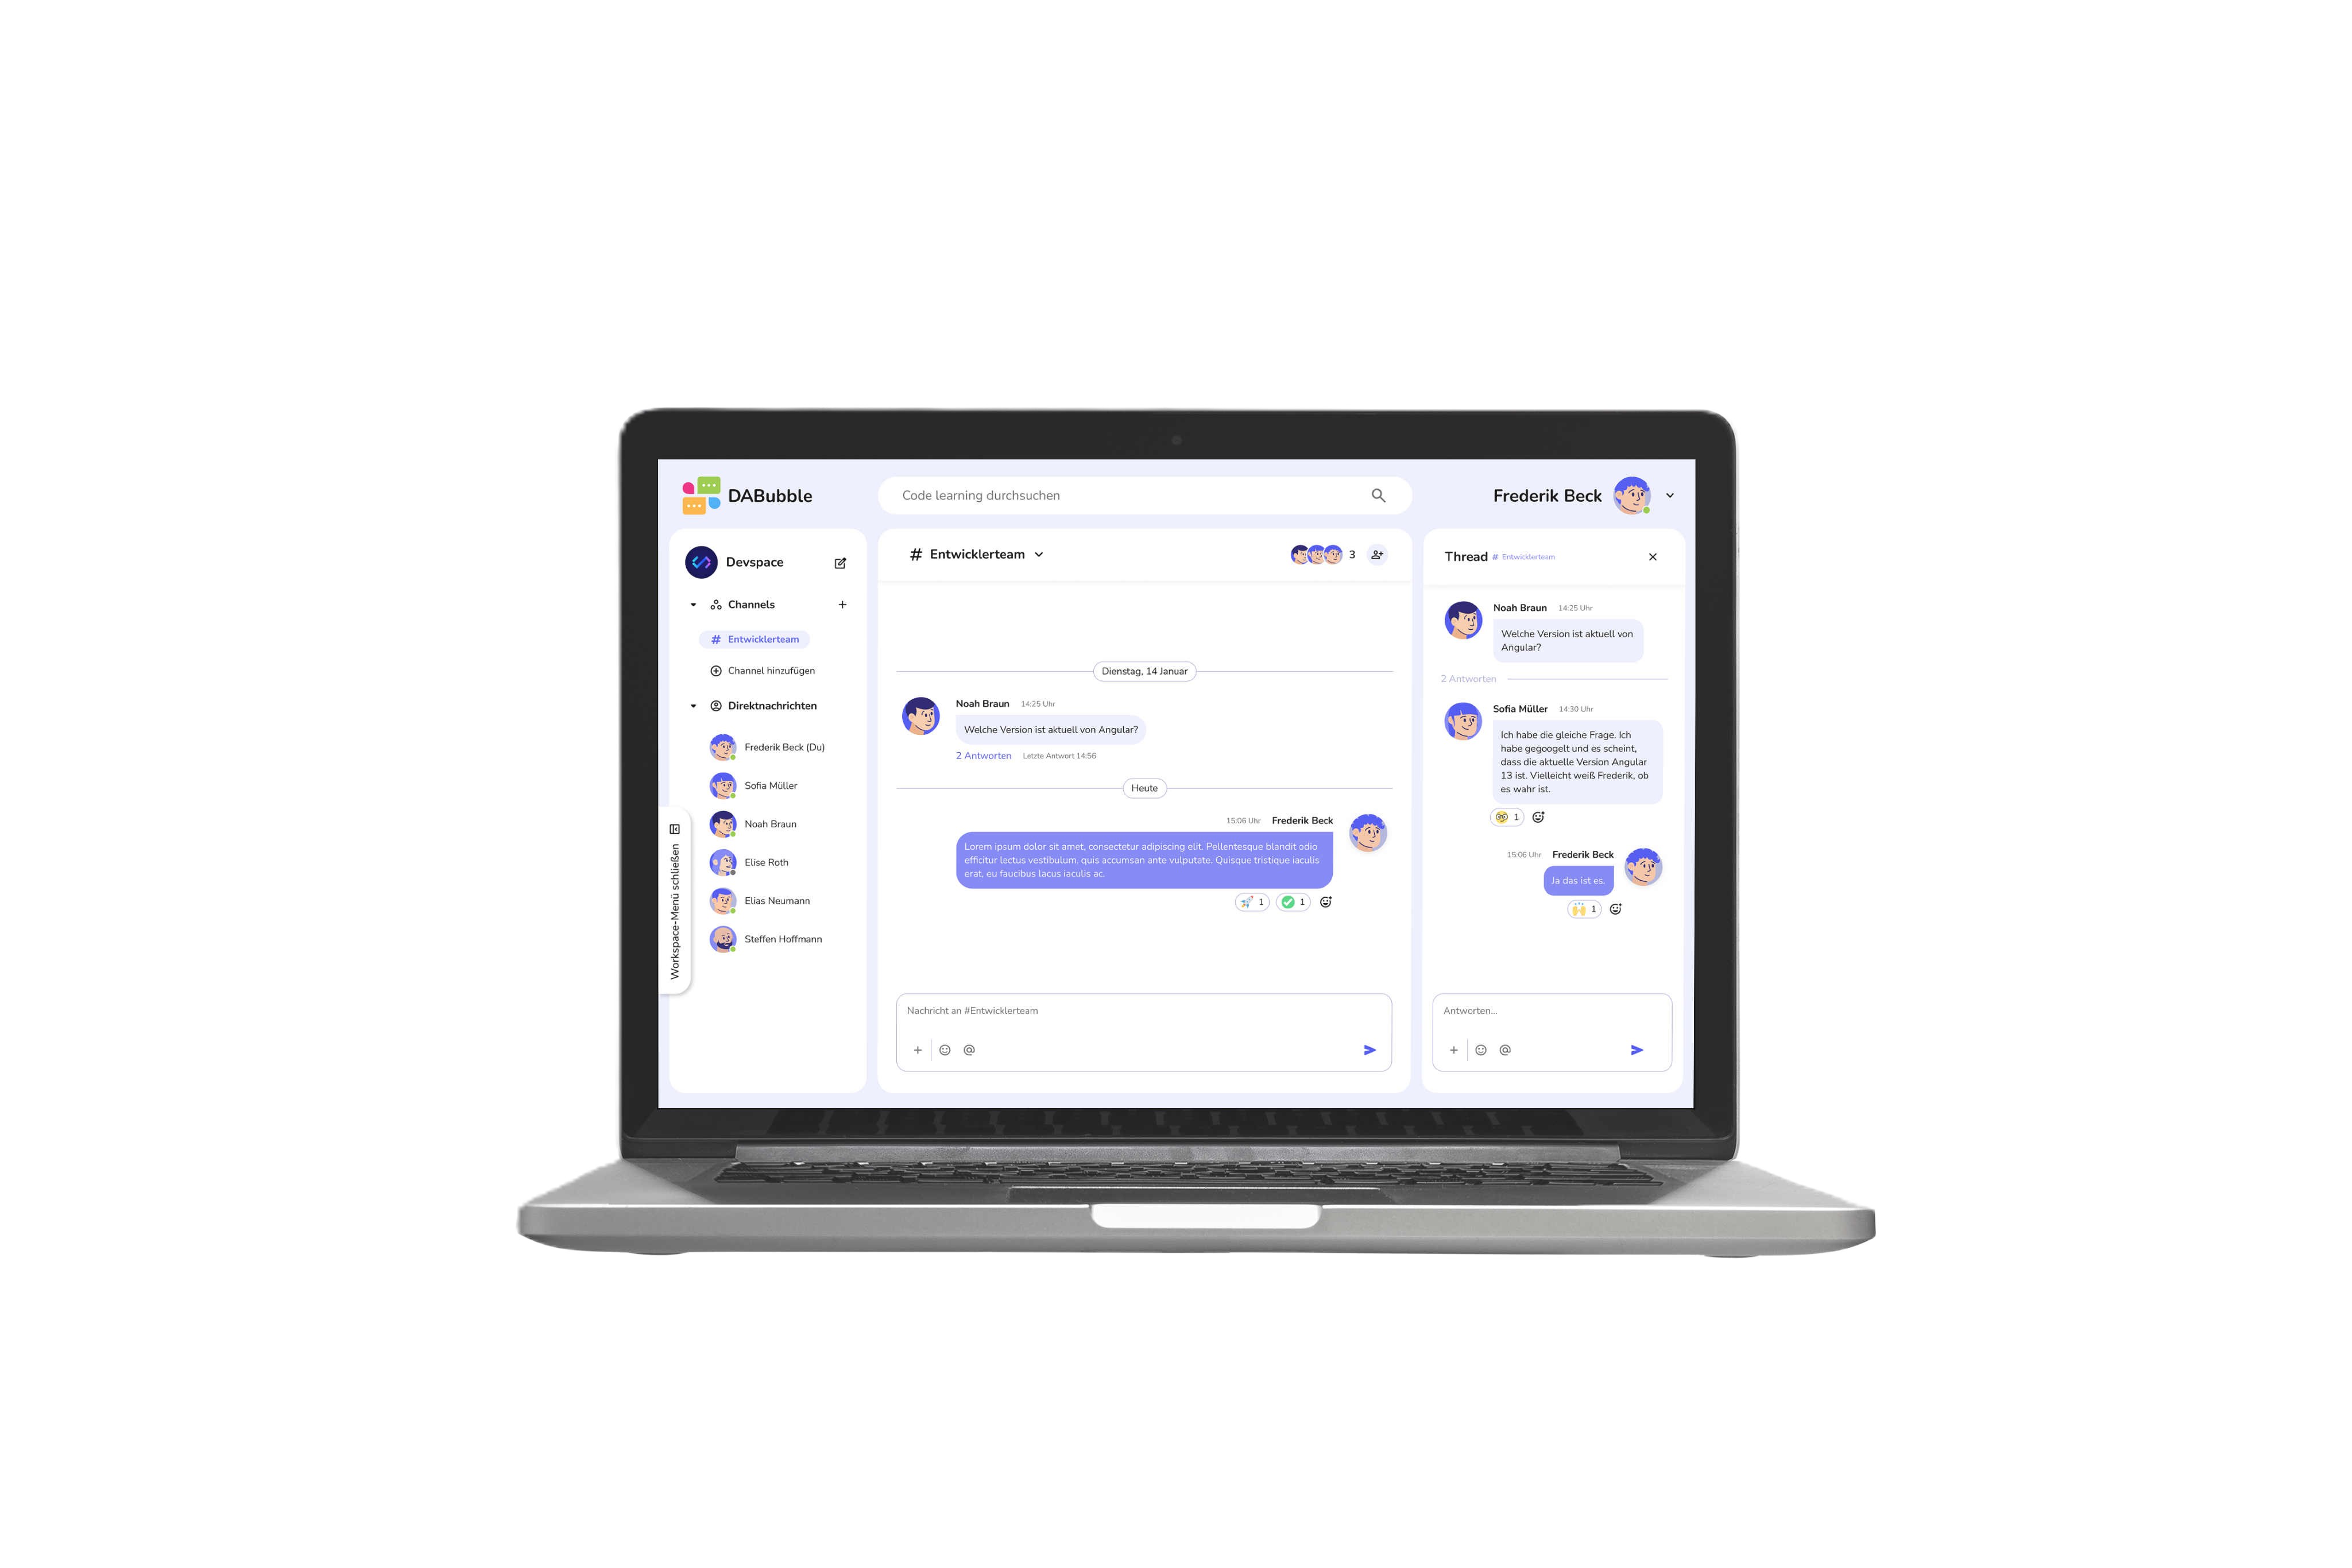 DABubble
Code learning durchsuchen
Frederik Beck
Devspace
Channels
# Entwicklerteam
Channel hinzufügen
Direktnachrichten
Frederik Beck (Du)
Sofia Müller
Noah Braun
Elise Roth
Elias Neumann
Steffen Hoffmann
Workspace-Menü schließen
# Entwicklerteam
3
Dienstag, 14 Januar
Noah Braun 14:25 Uhr
Welche Version ist aktuell von Angular?
2 Antworten Letzte Antwort 14:56
Heute
15:06 Uhr Frederik Beck
Lorem ipsum dolor sit amet, consectetur adipiscing elit. Pellentesque blandit odio
efficitur lectus vestibulum, quis accumsan ante vulputate. Quisque tristique iaculis
erat, eu faucibus lacus iaculis ac.
1 1
Nachricht an #Entwicklerteam
Thread # Entwicklerteam
Noah Braun 14:25 Uhr
Welche Version ist aktuell von
Angular?
2 Antworten
Sofia Müller 14:30 Uhr
Ich habe die gleiche Frage. Ich
habe gegoogelt und es scheint,
dass die aktuelle Version Angular
13 ist. Vielleicht weiß Frederik, ob
es wahr ist.
1
15:06 Uhr Frederik Beck
Ja das ist es.
1
Antworten...